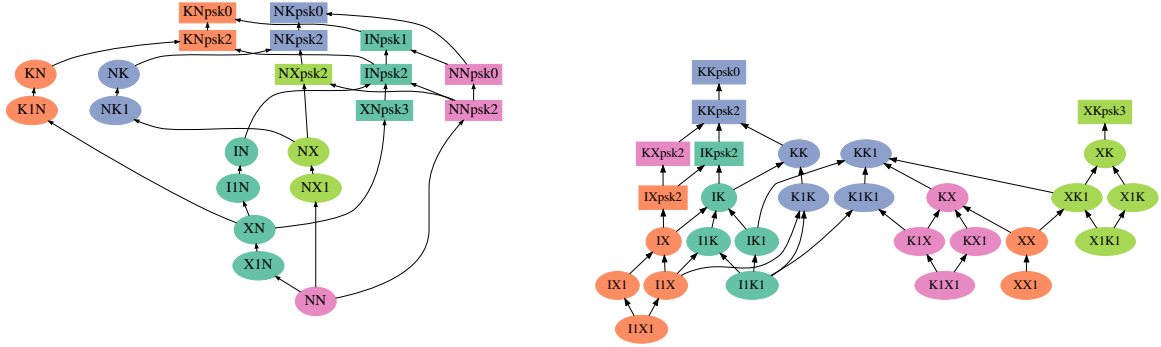 KNpsk0 NKpsk0
KNpsk2 NKpsk2 INpsk1
KN NK NXpsk2 INpsk2 NNpsk0
K1N NK1 XNpsk3 NNpsk2
IN NX
I1N NX1
XN
X1N
NN
KKpsk0
KKpsk2 XKpsk3
KXpsk2 IKpsk2 KK KK1 XK
IXpsk2 IK K1K K1K1 KX XK1 X1K
IX I1K IK1 K1X KX1 XX X1K1
IX1 I1X I1K1 K1X1 XX1
I1X1